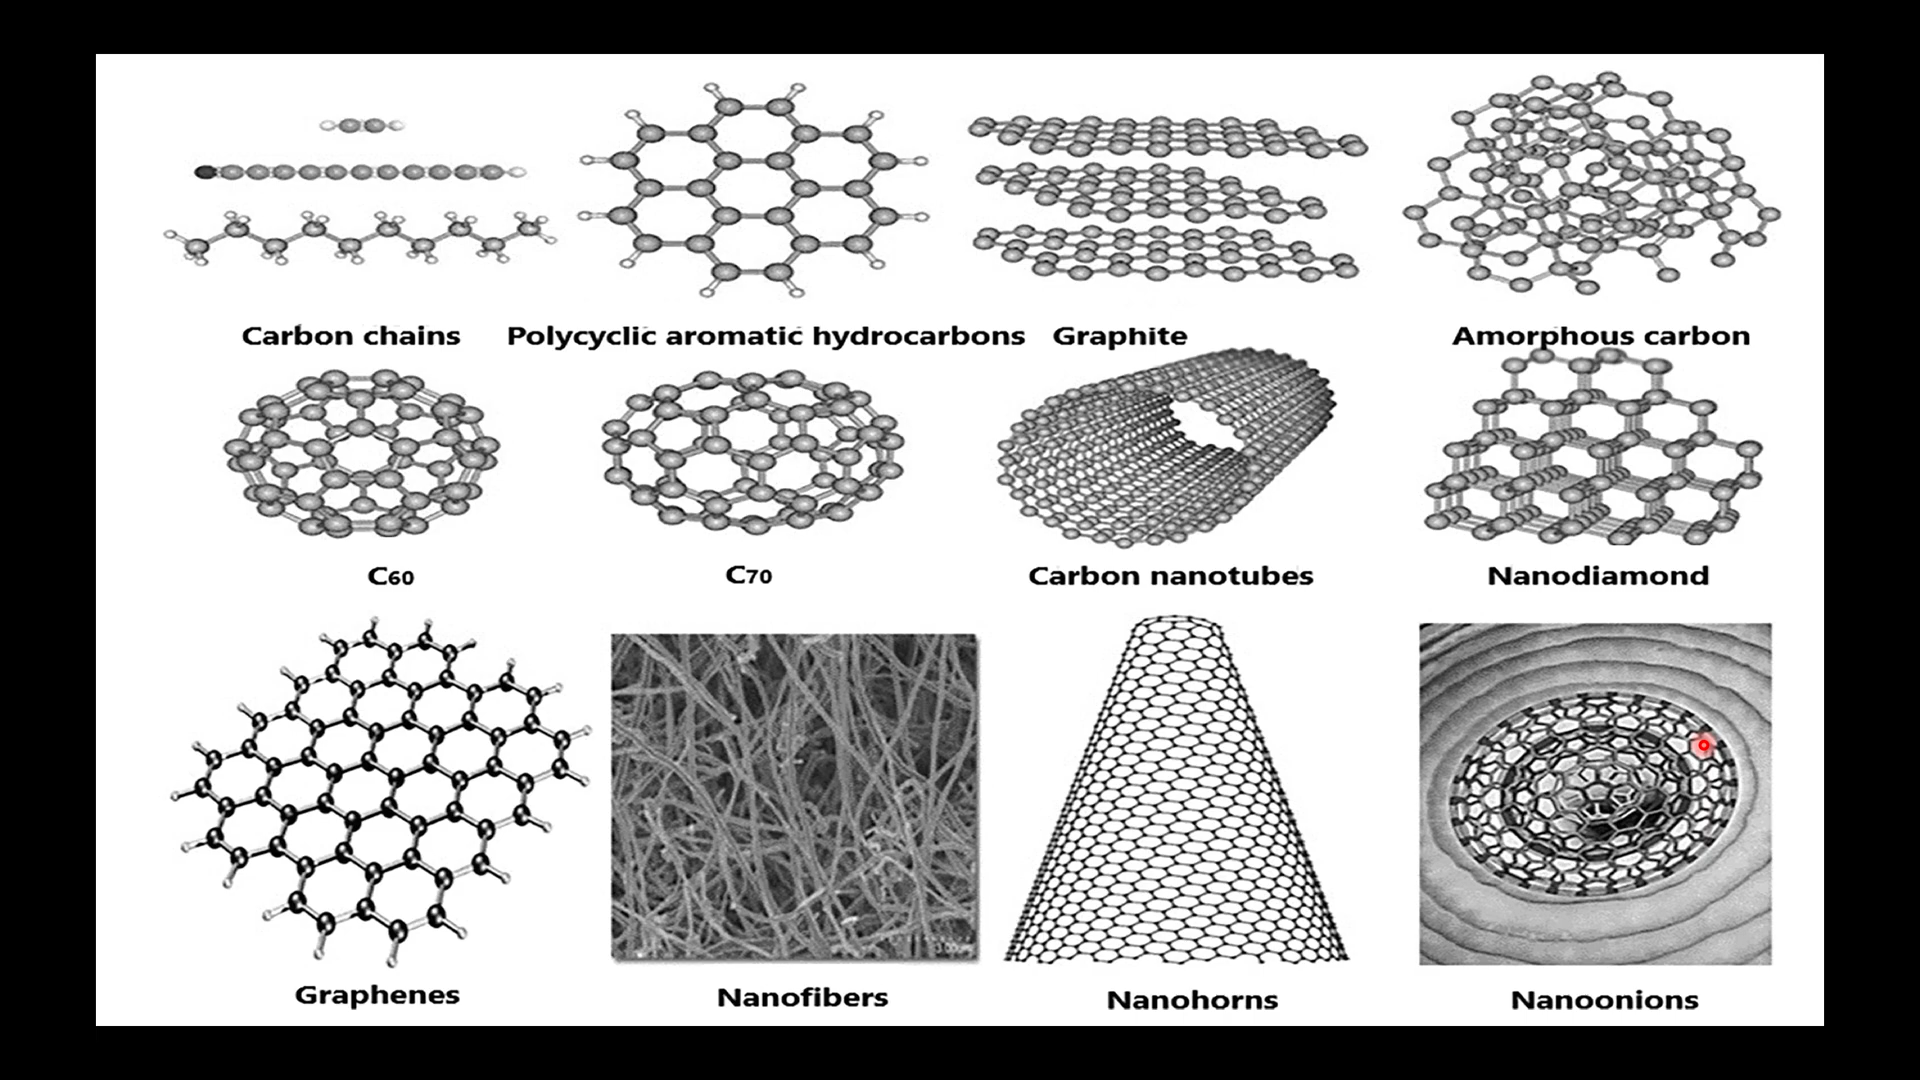 Carbon chains
Polycyclic aromatic hydrocarbons
Graphite
Amorphous carbon
C60
C70
Carbon nanotubes
Nanodiamond
Graphenes
Nanofibers
Nanohorns
Nanoonions